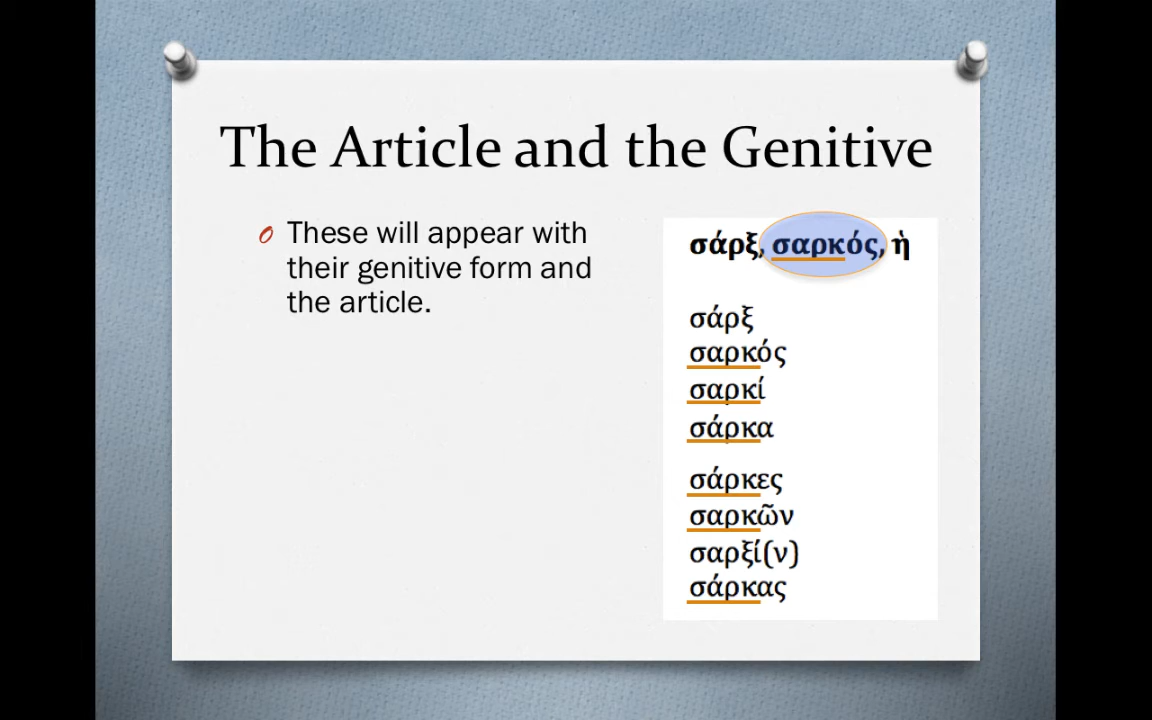 The Article and the Genitive
These will appear with
their genitive form and
the article.
σάρξ, σαρκός, ἡ
σάρξ
σαρκός
σαρκί
σάρκα
σάρκες
σαρκῶν
σαρξί(ν)
σάρκας